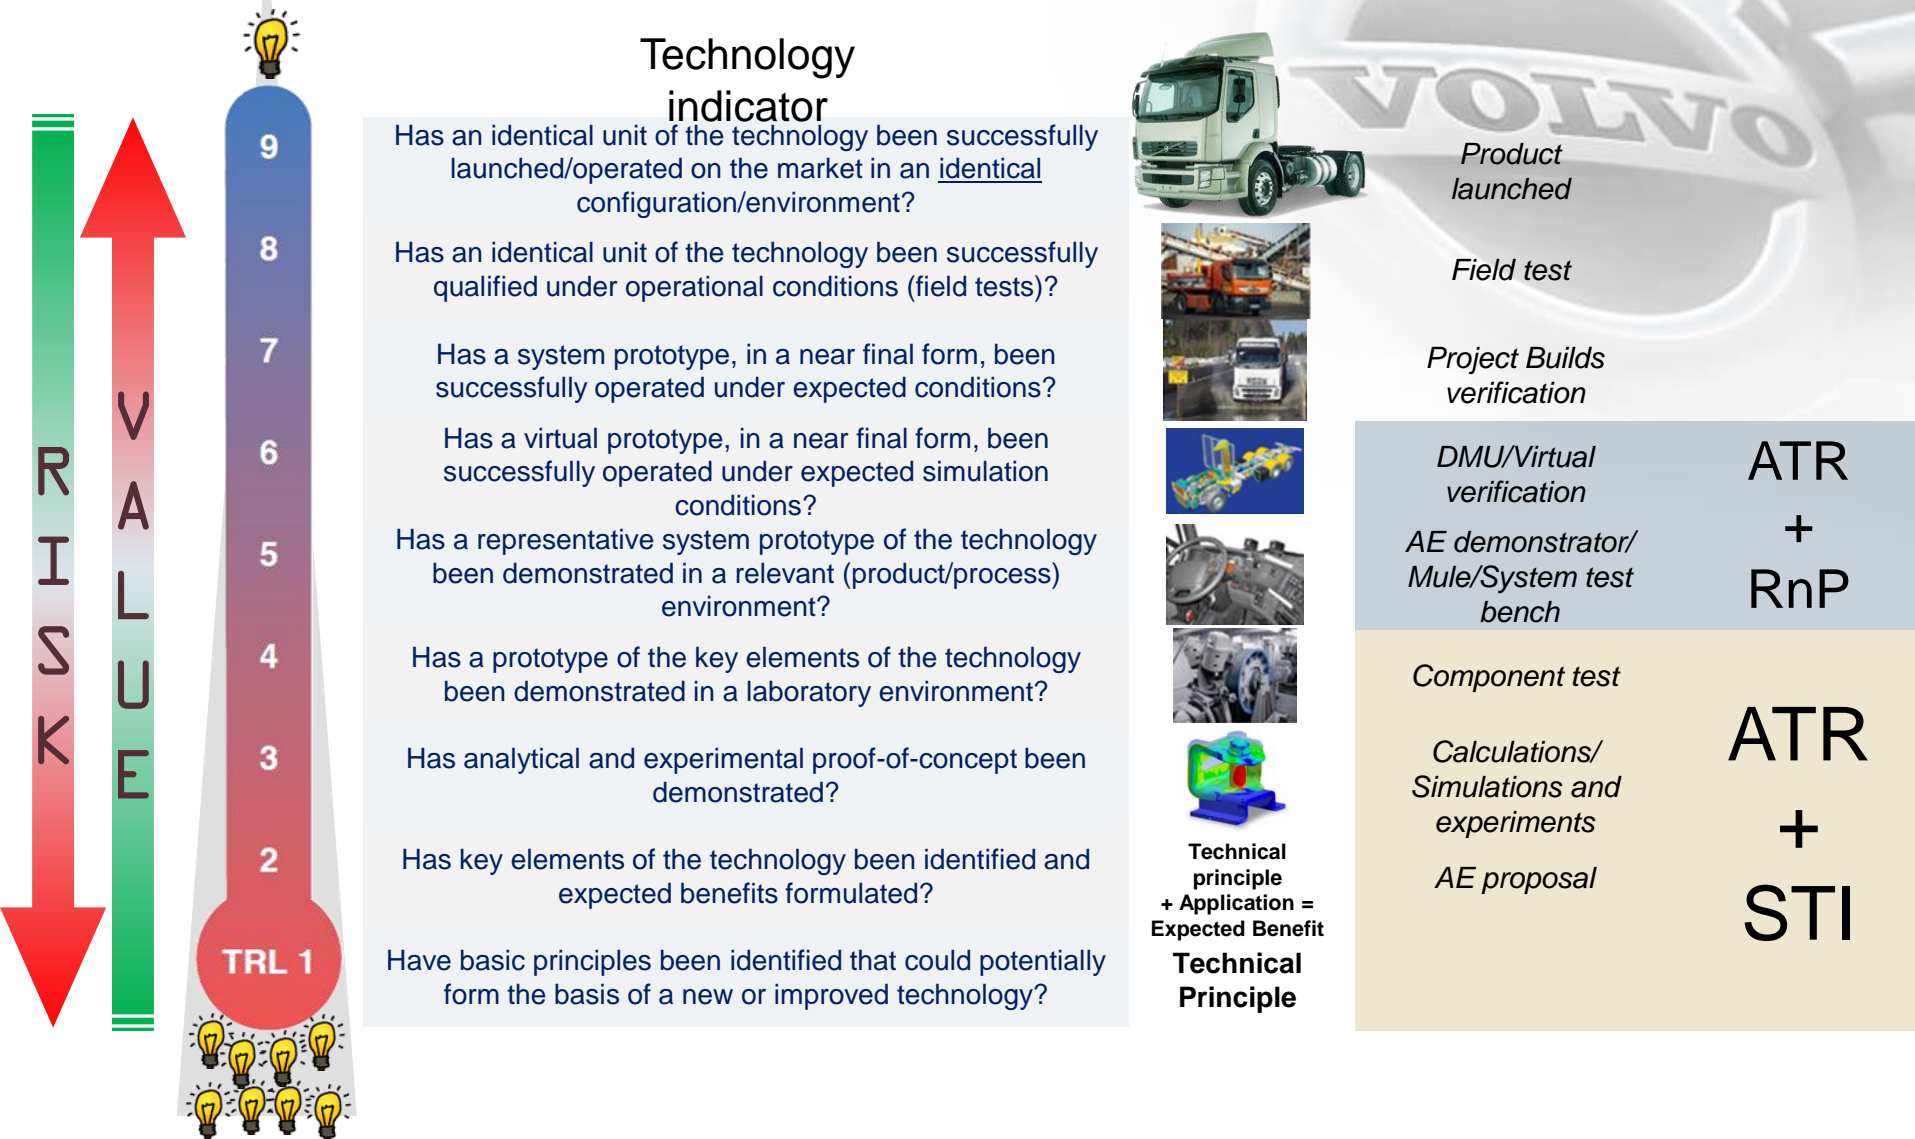 Technology
indicator
VOLVO
RISK
VALUE
9
Has an identical unit of the technology been successfully
launched/operated on the market in an identical
configuration/environment?
Product
launched
8
Has an identical unit of the technology been successfully
qualified under operational conditions (field tests)?
Field test
7
Has a system prototype, in a near final form, been
successfully operated under expected conditions?
Project Builds
verification
6
Has a virtual prototype, in a near final form, been
successfully operated under expected simulation
conditions?
DMU/Virtual
verification
5
Has a representative system prototype of the technology
been demonstrated in a relevant (product/process)
environment?
AE demonstrator/
Mule/System test
bench
ATR
+
RnP
4
Has a prototype of the key elements of the technology
been demonstrated in a laboratory environment?
Component test
3
Has analytical and experimental proof-of-concept been
demonstrated?
Calculations/
Simulations and
experiments
2
Has key elements of the technology been identified and
expected benefits formulated?
Technical
principle
+ Application =
Expected Benefit
AE proposal
TRL 1
Have basic principles been identified that could potentially
form the basis of a new or improved technology?
Technical
Principle
ATR
+
STI